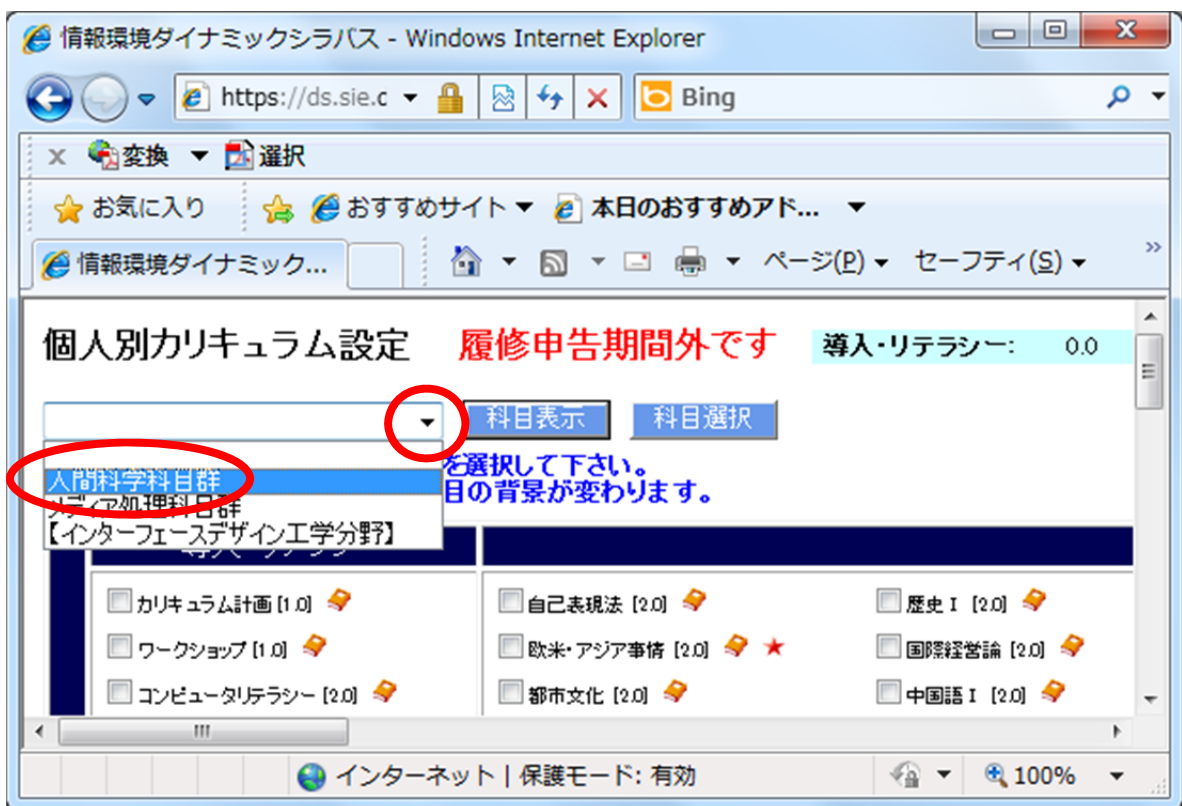 情報環境ダイナミックシラバス - Windows Internet Explorer
https://ds.sie.c
Bing
x 変換 選択
お気に入り おすすめサイト 本日のおすすめアド...
情報環境ダイナミック... ページ(P) セーフティ(S) »
個人別カリキュラム設定 履修申告期間外です 導入・リテラシー: 0.0
科目表示 科目選択
を選択して下さい。
人間科学科目群
目の背景が変わります。
メディア処理科目群
【インターフェースデザイン工学分野】
カリキュラム計画 [1.0] 自己表現法 [2.0] 歴史Ⅰ [2.0]
ワークショップ [1.0] 欧米・アジア事情 [2.0] ★ 国際経営論 [2.0]
コンピュータリテラシー [2.0] 都市文化 [2.0] 中国語Ⅰ [2.0]
インターネット | 保護モード: 有効 100%